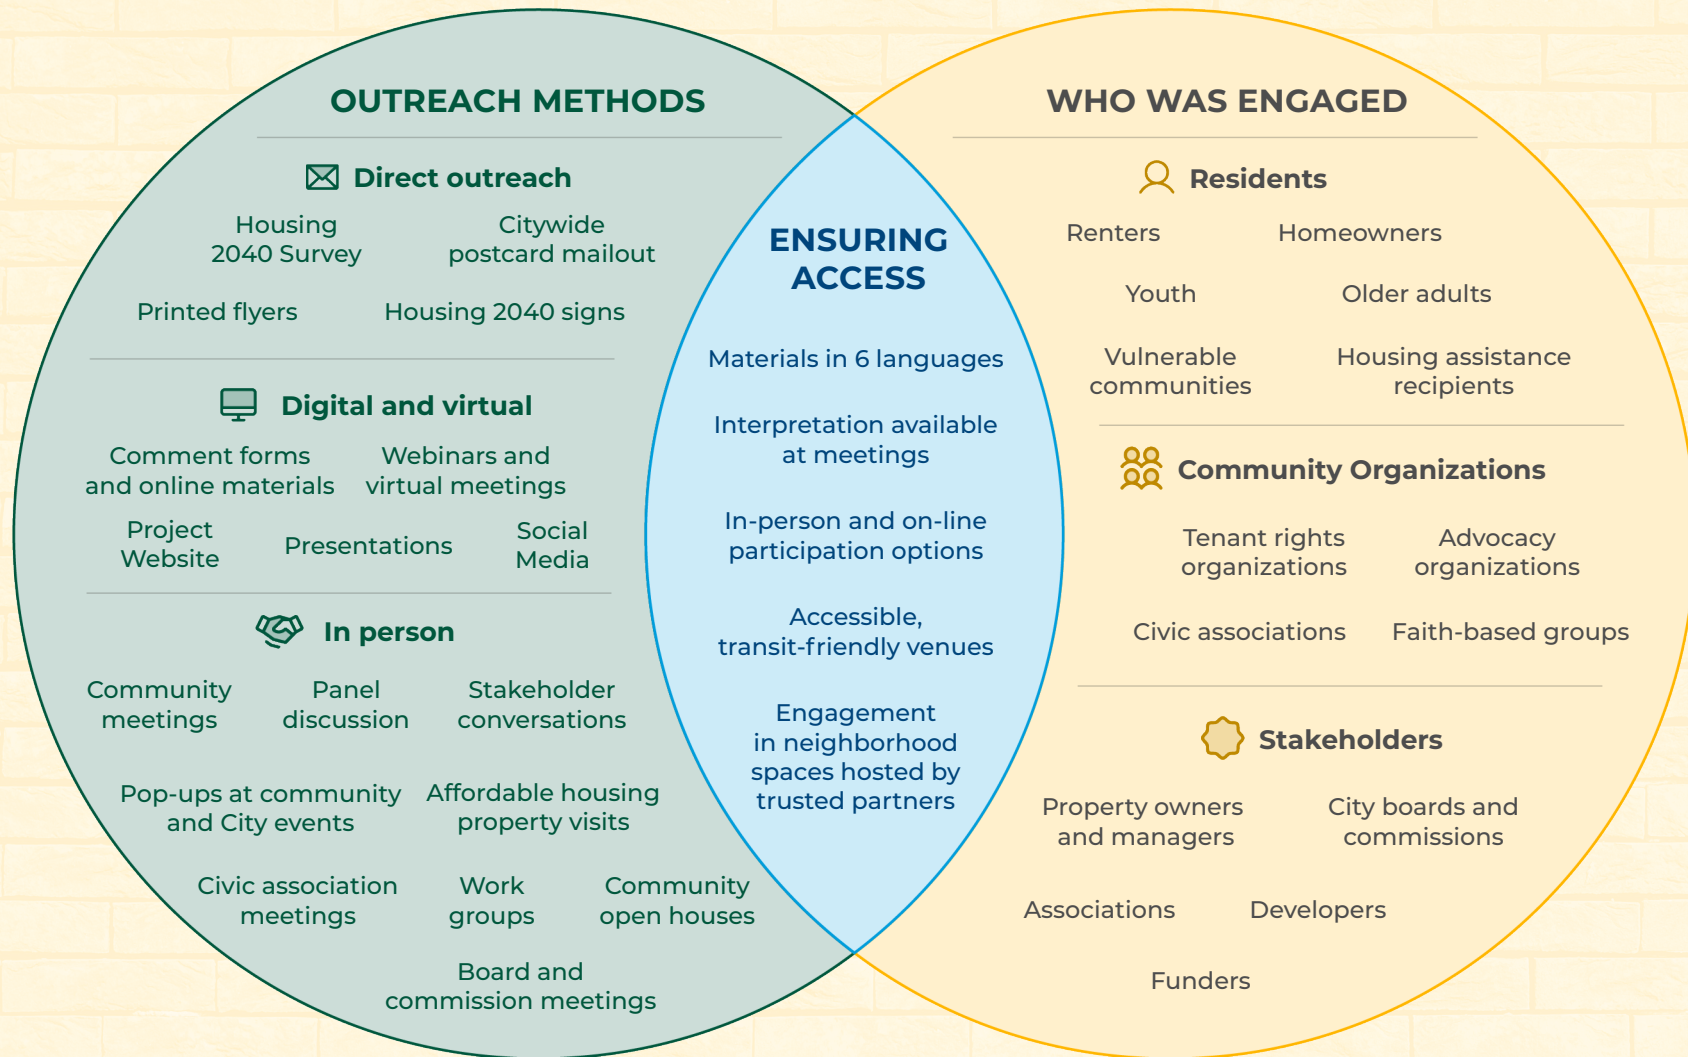 OUTREACH METHODS
Direct outreach
Housing
2040 Survey
Citywide
postcard mailout
Printed flyers
Housing 2040 signs
Digital and virtual
Comment forms
and online materials
Webinars and
virtual meetings
Project
Website
Presentations
Social
Media
In person
Community
meetings
Panel
discussion
Stakeholder
conversations
Pop-ups at community
and City events
Affordable housing
property visits
Civic association
meetings
Work
groups
Community
open houses
Board and
commission meetings
ENSURING
ACCESS
Materials in 6 languages
Interpretation available
at meetings
In-person and on-line
participation options
Accessible,
transit-friendly venues
Engagement
in neighborhood
spaces hosted by
trusted partners
WHO WAS ENGAGED
Residents
Renters
Homeowners
Youth
Older adults
Vulnerable
communities
Housing assistance
recipients
Community Organizations
Tenant rights
organizations
Advocacy
organizations
Civic associations
Faith-based groups
Stakeholders
Property owners
and managers
City boards and
commissions
Associations
Developers
Funders